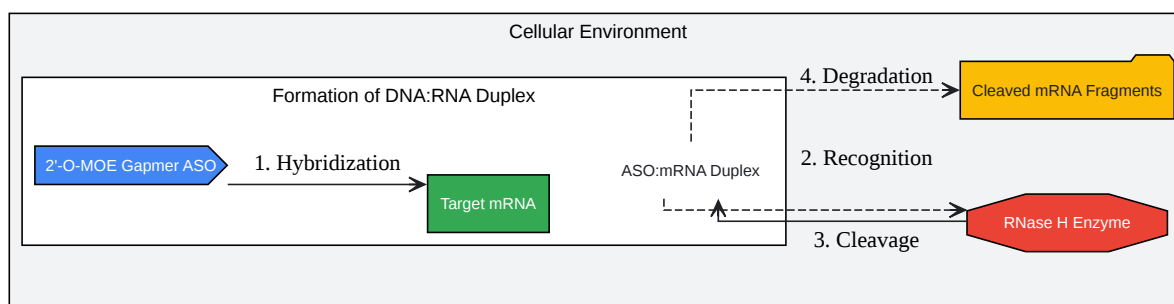 Cellular Environment
Formation of DNA:RNA Duplex
4. Degradation
Cleaved mRNA Fragments
2'-O-MOE Gapmer ASO
1. Hybridization
Target mRNA
ASO:mRNA Duplex
2. Recognition
RNase H Enzyme
3. Cleavage